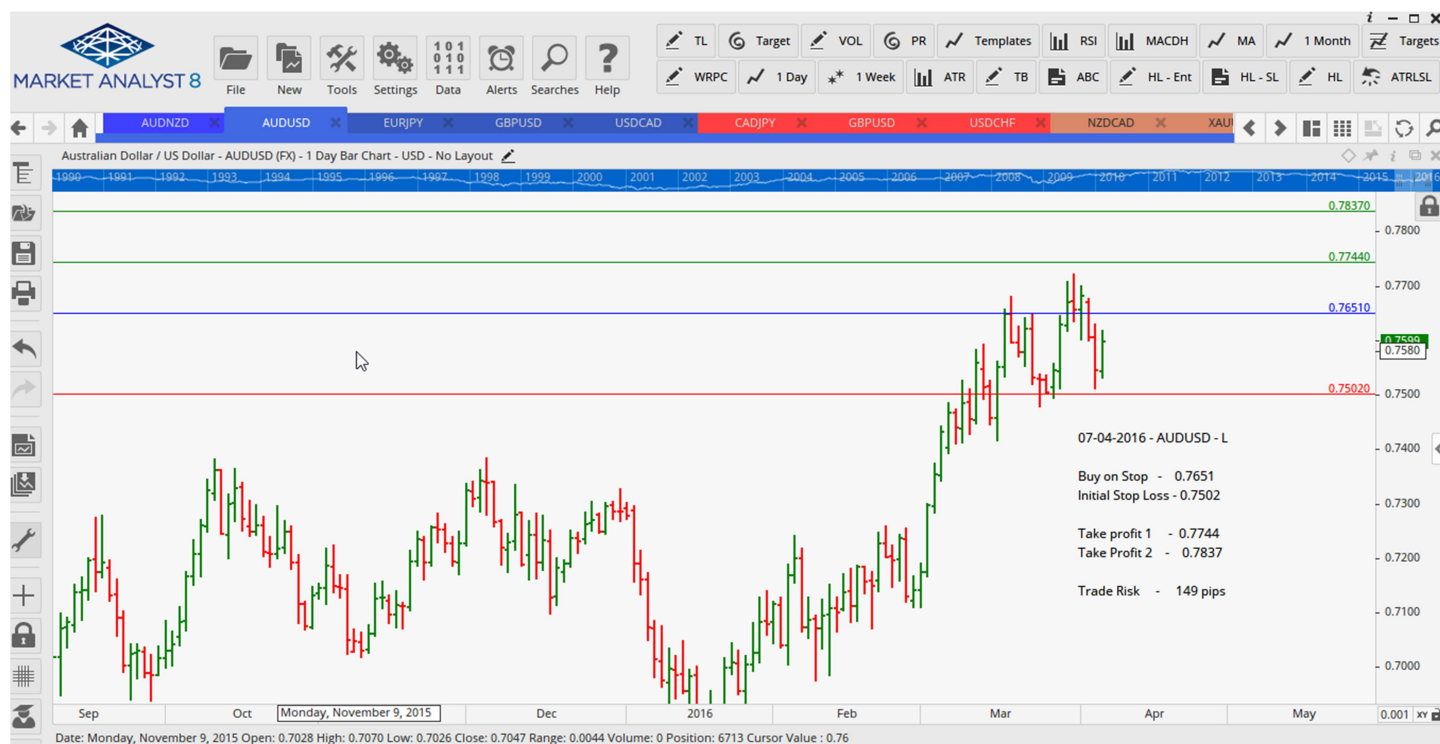 MARKET ANALYST 8
File New Tools Settings Data Alerts Searches Help
101
010
111
TL Target VOL PR Templates RSI MACDH MA 1 Month Targets
WRPC 1 Day 1 Week ATR TB ABC HL - Ent HL - SL HL ATRLSL
AUDNZD AUDUSD EURJPY GBPUSD USDCAD CADJPY GBPUSD USDCHF NZDCAD XAU
Australian Dollar / US Dollar - AUDUSD (FX) - 1 Day Bar Chart - USD - No Layout
1990 1991 1992 1993 1994 1995 1996 1997 1998 1999 2000 2001 2002 2003 2004 2005 2006 2007 2008 2009 2010 2011 2012 2013 2014 2015 2016
0.78370
0.7800
0.77440
0.7700
0.76510
0.7599
0.7580
0.75020
0.7500
07-04-2016 - AUDUSD - L
0.7400
Buy on Stop - 0.7651
Initial Stop Loss - 0.7502
0.7300
Take profit 1 - 0.7744
Take Profit 2 - 0.7837
0.7200
Trade Risk - 149 pips
0.7100
0.7000
Sep Oct Monday, November 9, 2015 Dec 2016 Feb Mar Apr May 0.001 XY
Date: Monday, November 9, 2015 Open: 0.7028 High: 0.7070 Low: 0.7026 Close: 0.7047 Range: 0.0044 Volume: 0 Position: 6713 Cursor Value : 0.76